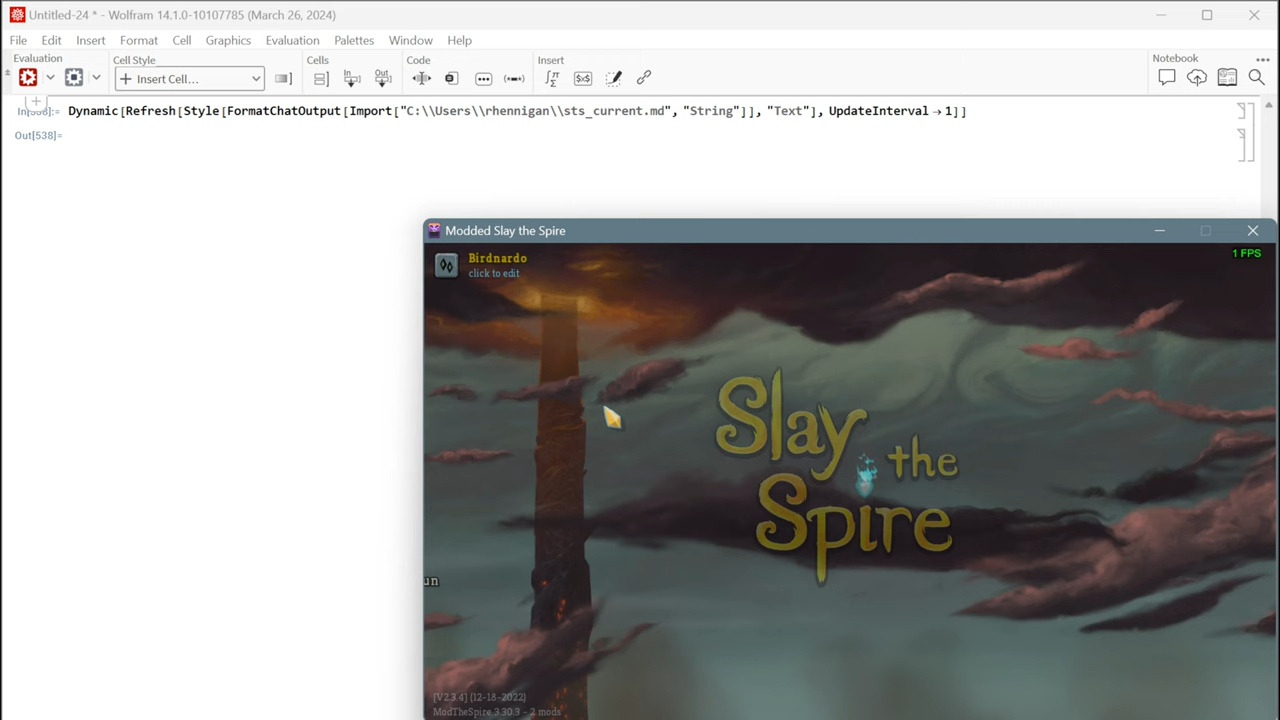 Untitled-24 * - Wolfram 14.1.0-10107785 (March 26, 2024)
File Edit Insert Format Cell Graphics Evaluation Palettes Window Help
Evaluation Cell Style Cells Code Insert Notebook
Insert Cell...
In[538]:= Dynamic[Refresh[Style[FormatChatOutput[Import["C:\\Users\\rhennigan\\sts_current.md", "String"]], "Text"], UpdateInterval → 1]]
Out[538]=
Modded Slay the Spire
Birdnardo
click to edit
1 FPS
Slay
the
Spire
un
[V2.3.4] (12-18-2022)
ModTheSpire 3.30.3 - 2 mods